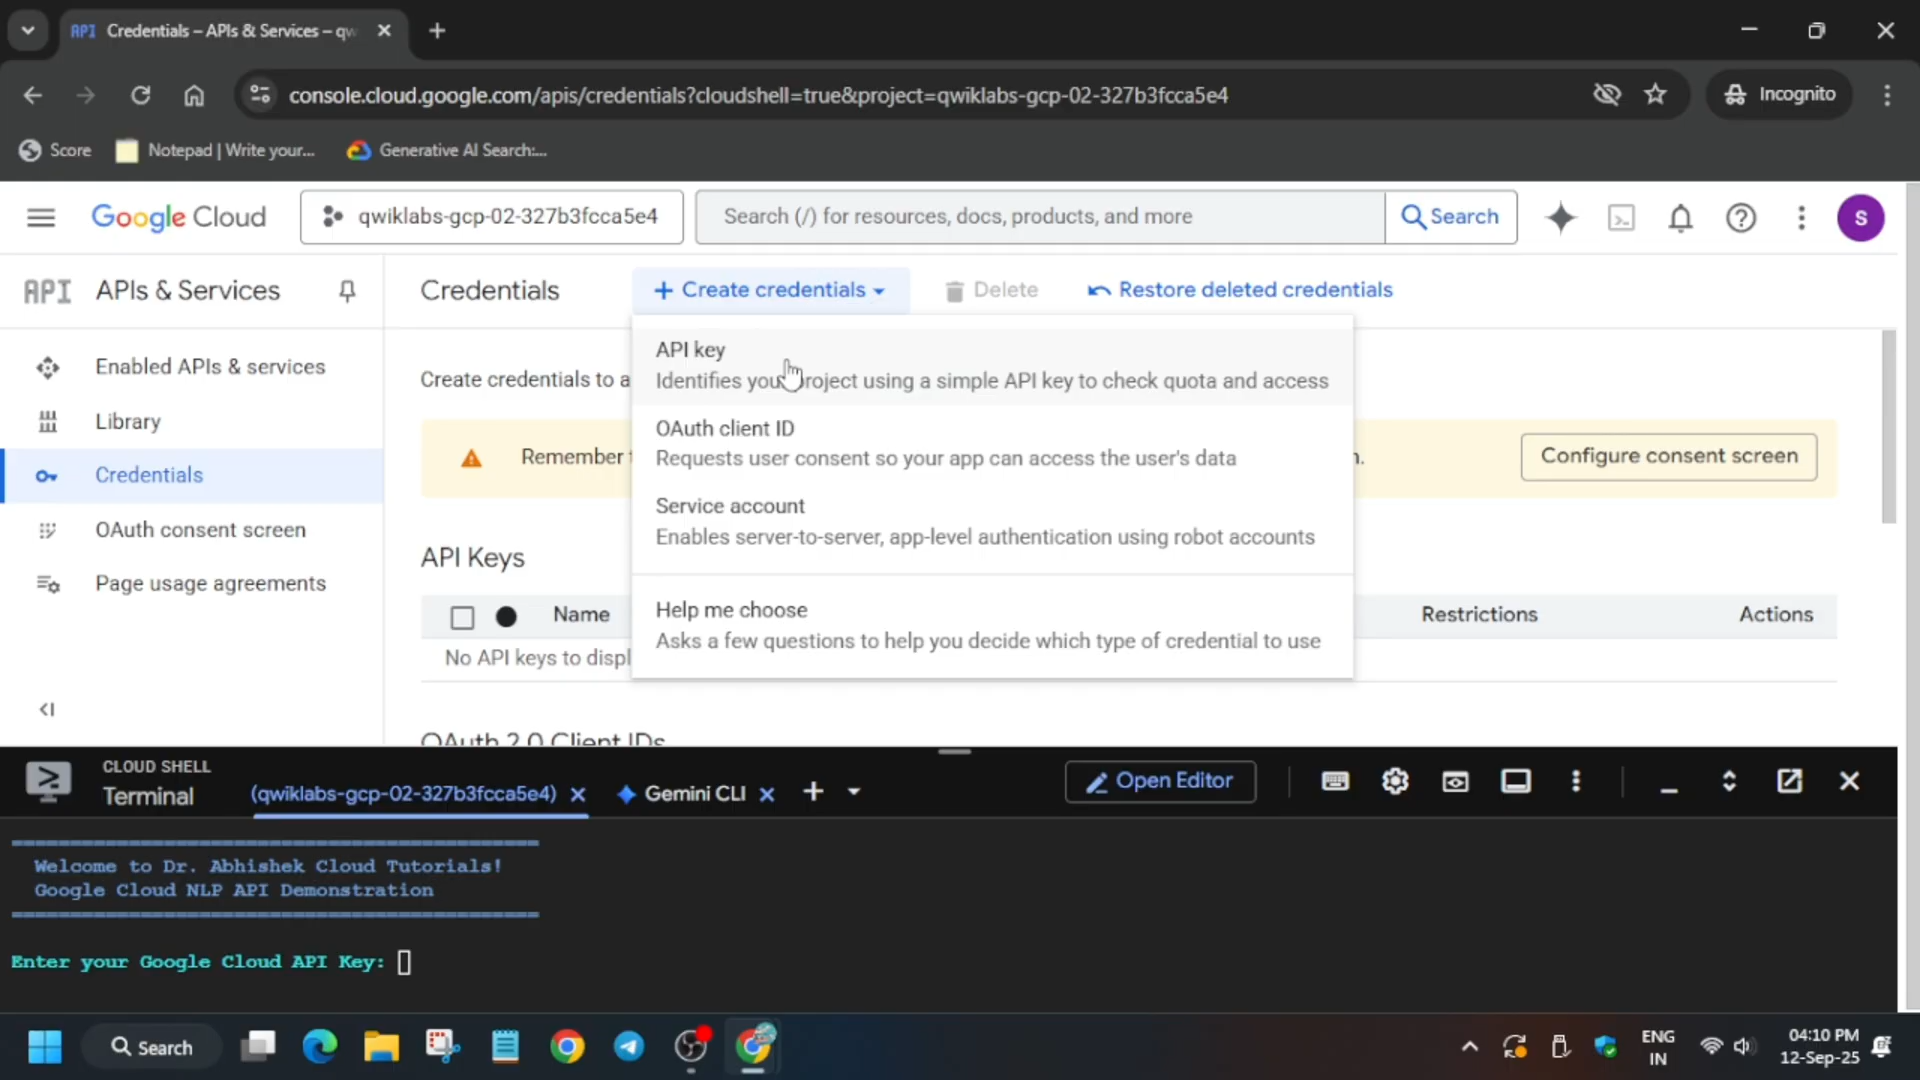 API Credentials – APIs & Services – qw
console.cloud.google.com/apis/credentials?cloudshell=true&project=qwiklabs-gcp-02-327b3fcca5e4
Incognito
Score
Notepad | Write your...
Generative AI Search:...
Google Cloud
qwiklabs-gcp-02-327b3fcca5e4
Search (/) for resources, docs, products, and more
Search
S
API APIs & Services
Credentials
Create credentials
Delete
Restore deleted credentials
Enabled APIs & services
Library
Credentials
OAuth consent screen
Page usage agreements
Create credentials to a
API key
Identifies your project using a simple API key to check quota and access
OAuth client ID
Requests user consent so your app can access the user's data
Service account
Enables server-to-server, app-level authentication using robot accounts
Help me choose
Asks a few questions to help you decide which type of credential to use
Remember
Configure consent screen
API Keys
Name
Restrictions
Actions
No API keys to displ
OAuth 2.0 Client IDs
CLOUD SHELL
Terminal
(qwiklabs-gcp-02-327b3fcca5e4)
Gemini CLI
Open Editor
Welcome to Dr. Abhishek Cloud Tutorials!
Google Cloud NLP API Demonstration
Enter your Google Cloud API Key:
Search
ENG
IN
04:10 PM
12-Sep-25